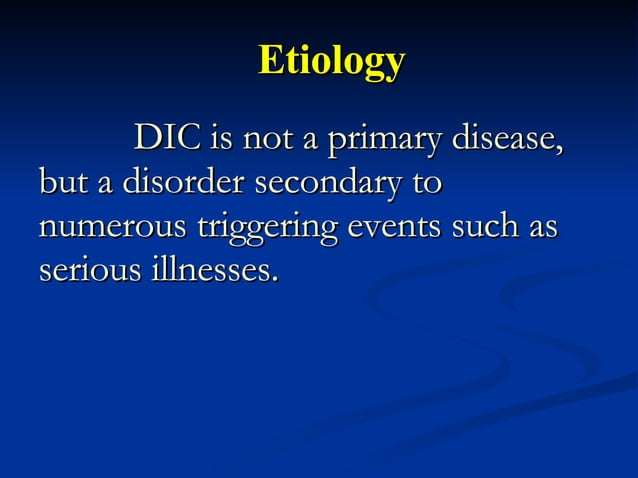 Etiology
DIC is not a primary disease,
but a disorder secondary to
numerous triggering events such as
serious illnesses.